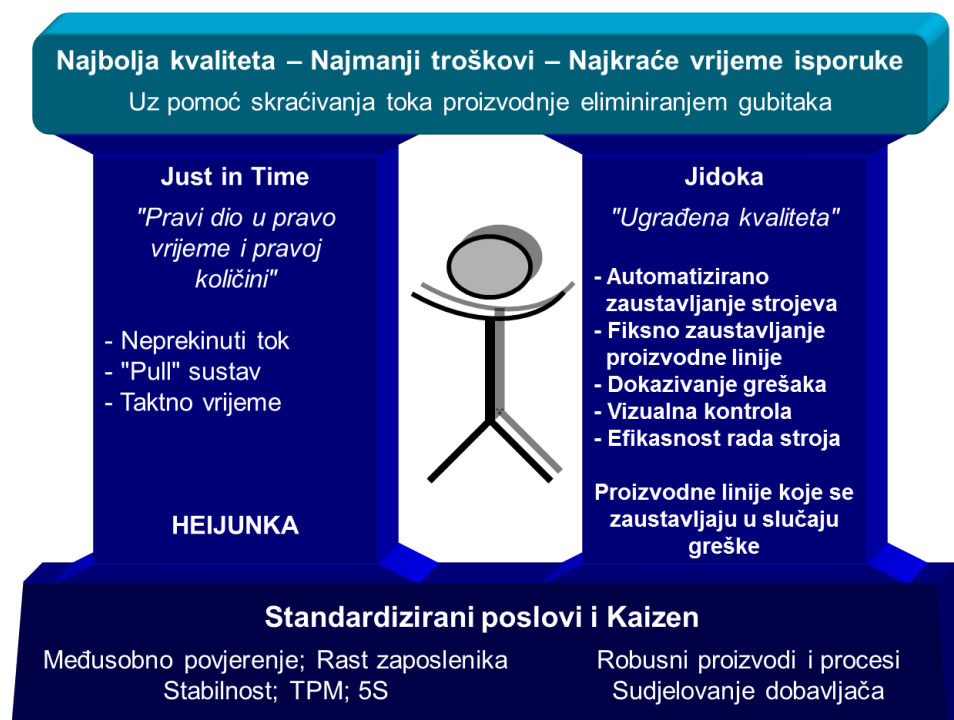 Najbolja kvaliteta – Najmanji troškovi – Najkraće vrijeme isporuke
Uz pomoć skraćivanja toka proizvodnje eliminiranjem gubitaka
Just in Time
"Pravi dio u pravo
vrijeme i pravoj
količini"
- Neprekinuti tok
- "Pull" sustav
- Taktno vrijeme
HEIJUNKA
Jidoka
"Ugrađena kvaliteta"
- Automatizirano
zaustavljanje strojeva
- Fiksno zaustavljanje
proizvodne linije
- Dokazivanje grešaka
- Vizualna kontrola
- Efikasnost rada stroja
Proizvodne linije koje se
zaustavljaju u slučaju
greške
Standardizirani poslovi i Kaizen
Međusobno povjerenje; Rast zaposlenika
Stabilnost; TPM; 5S
Robusni proizvodi i procesi
Sudjelovanje dobavljača